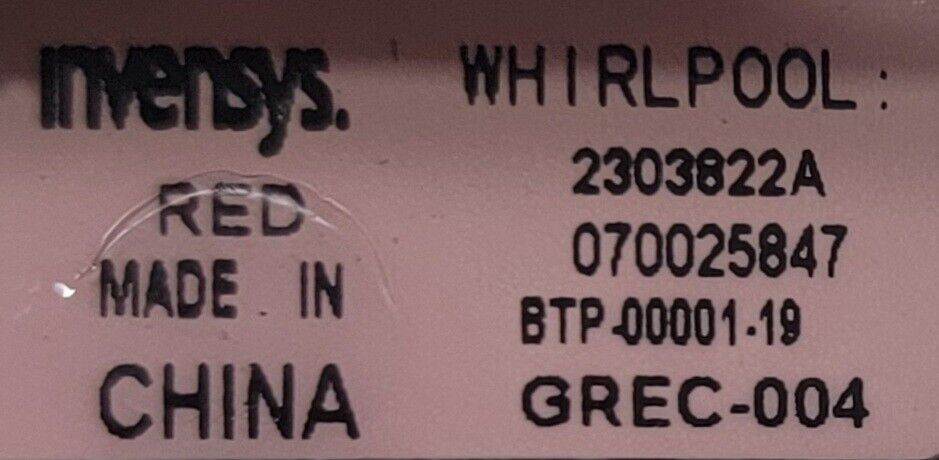 invensys.
RED
MADE IN
CHINA
WHIRLPOOL:
2303822A
070025847
BTP-00001-19
GREC-004